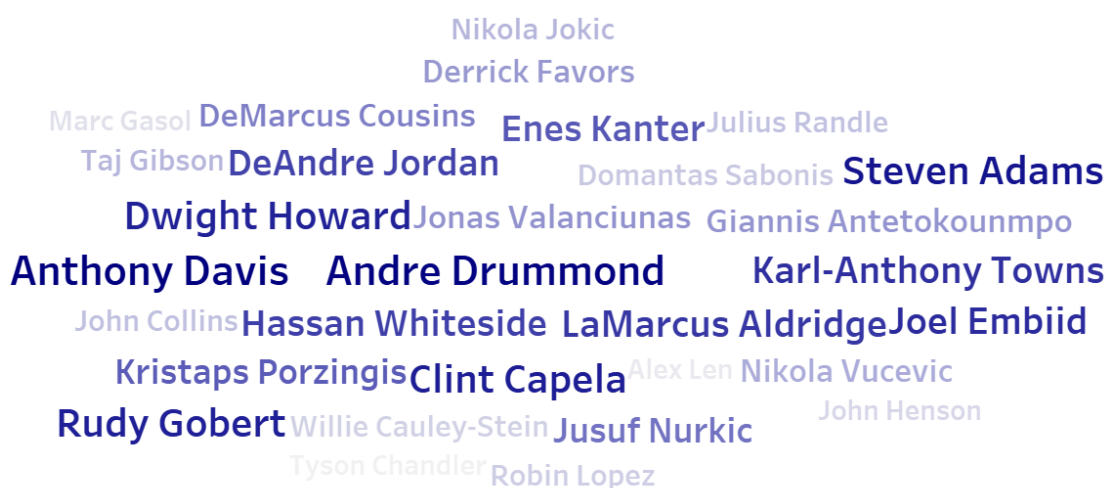 Nikola Jokic
Derrick Favors
Marc Gasol DeMarcus Cousins Enes Kanter Julius Randle
Taj Gibson DeAndre Jordan Domantas Sabonis Steven Adams
Dwight Howard Jonas Valanciunas Giannis Antetokounmpo
Anthony Davis Andre Drummond Karl-Anthony Towns
John Collins Hassan Whiteside LaMarcus Aldridge Joel Embiid
Kristaps Porzingis Clint Capela Alex Len Nikola Vucevic
John Henson
Rudy Gobert Willie Cauley-Stein Jusuf Nurkic
Tyson Chandler Robin Lopez